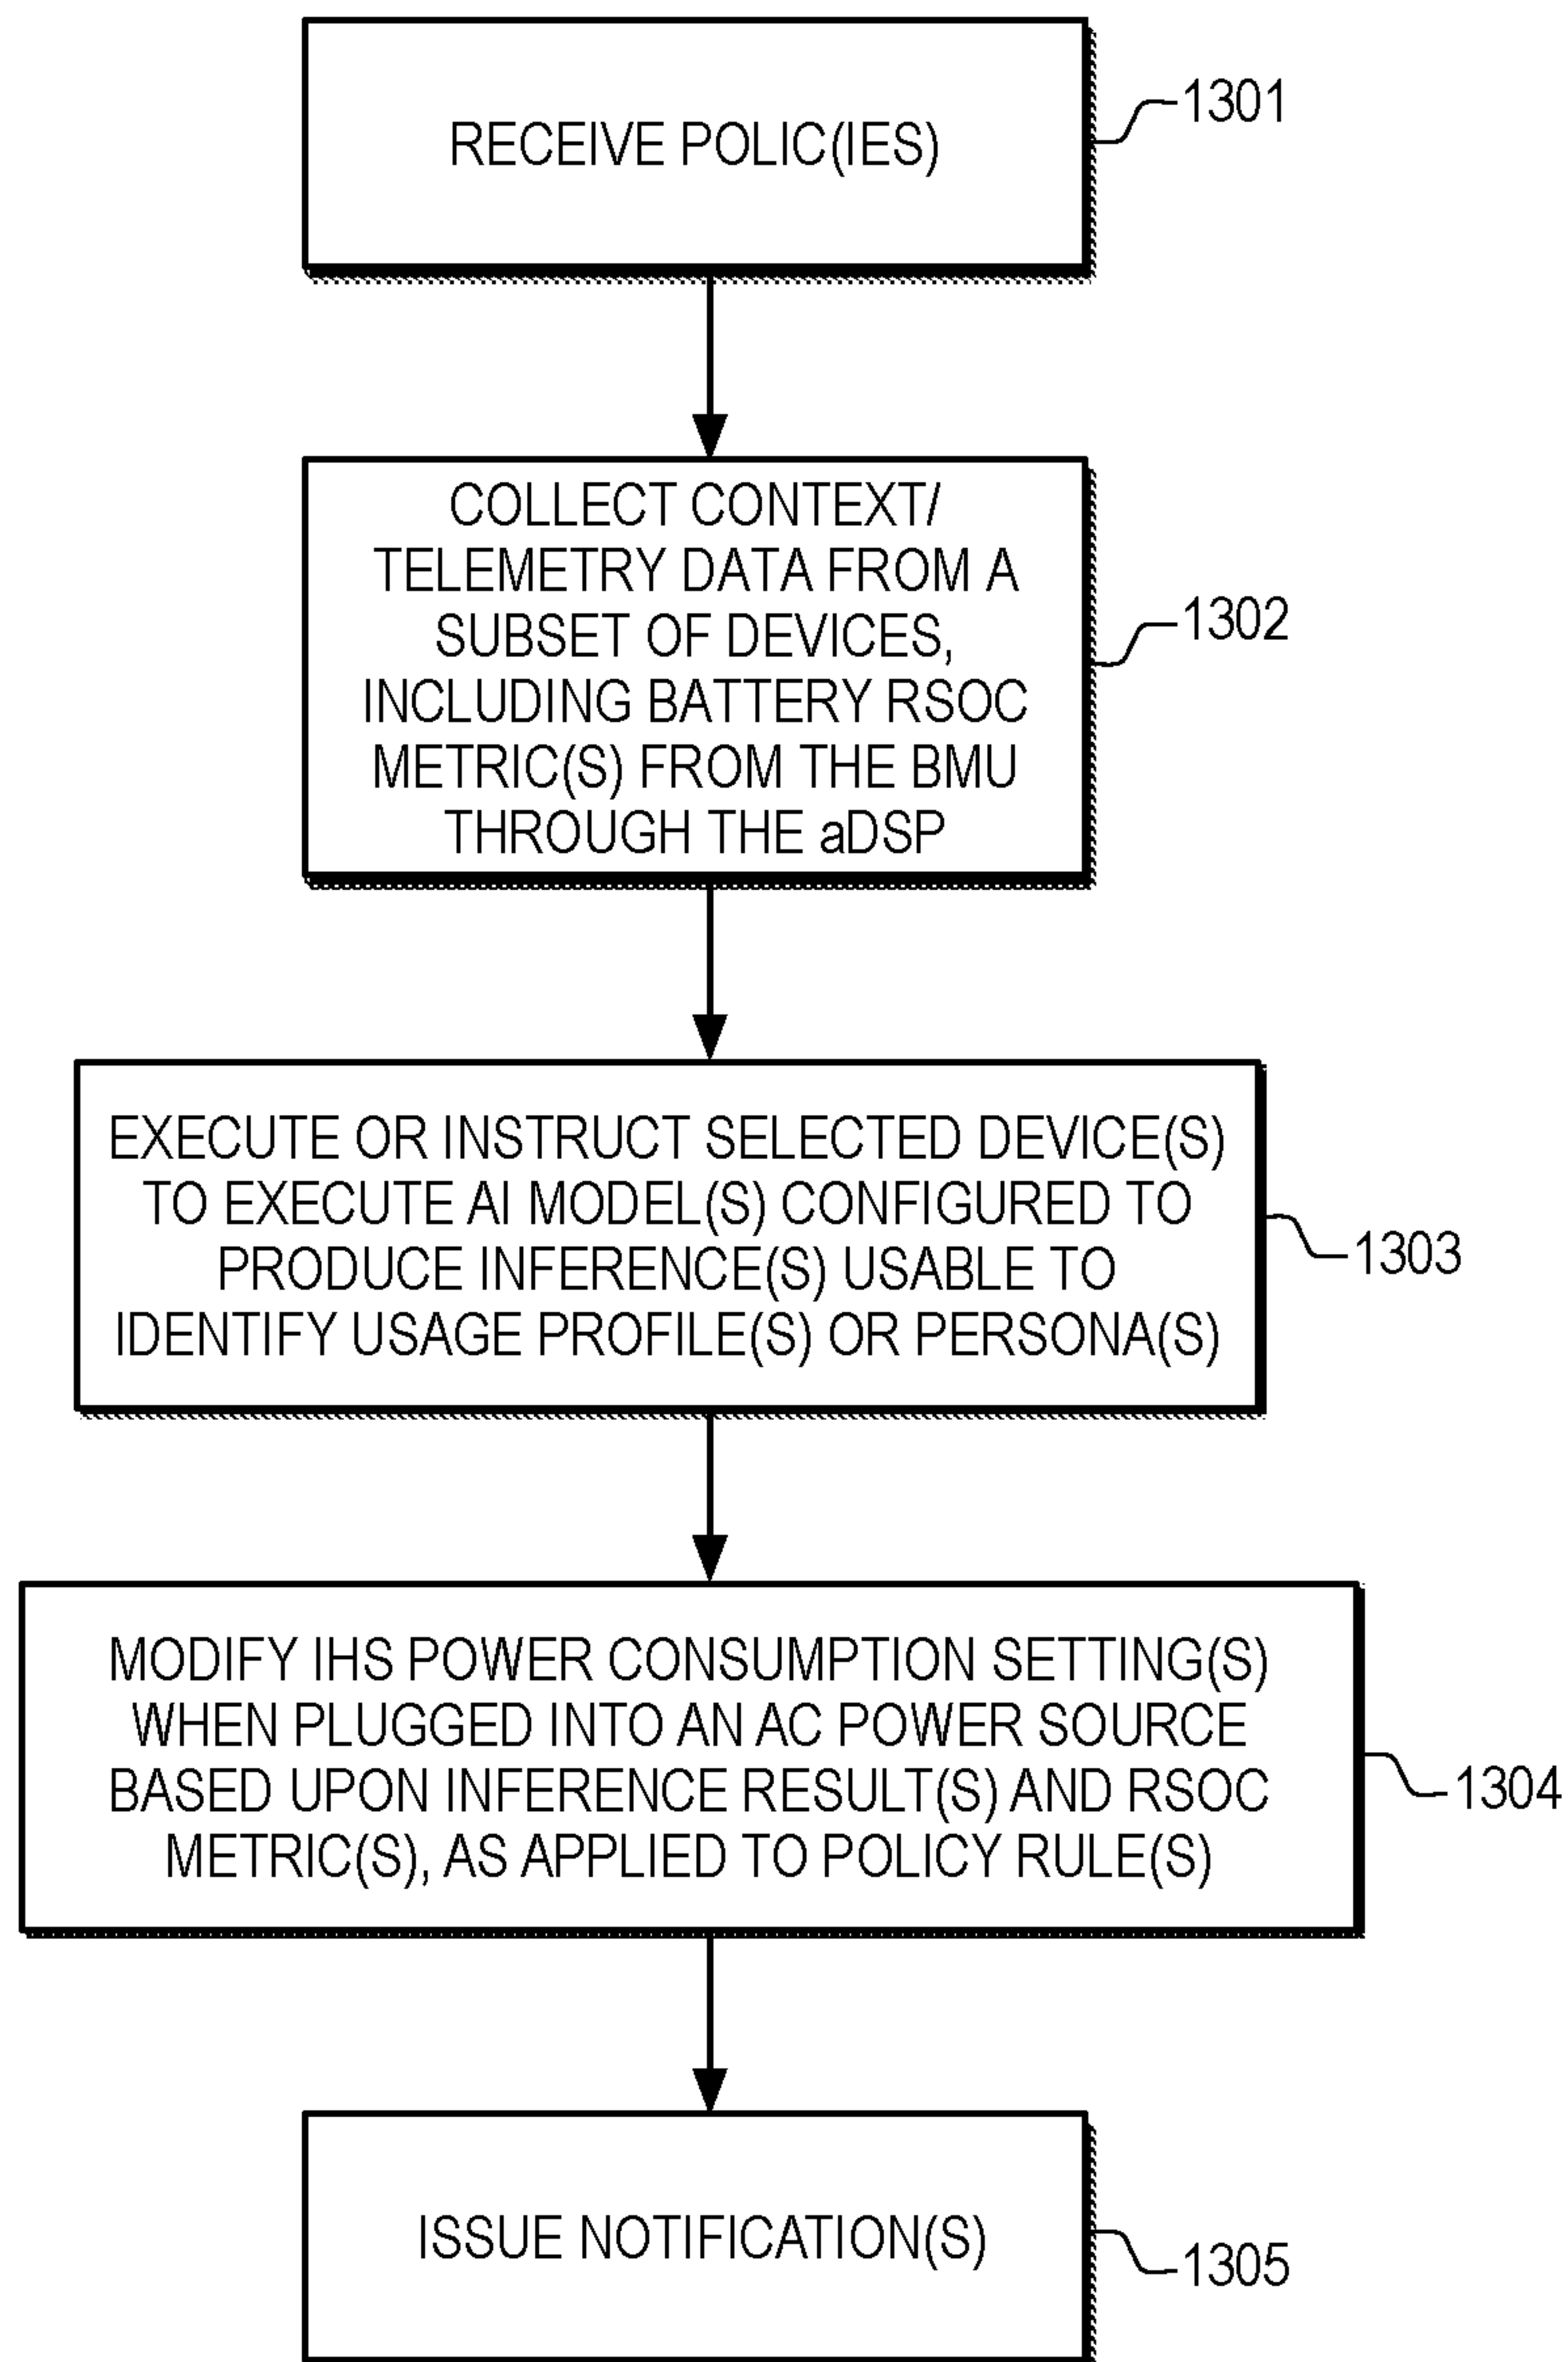 RECEIVE POLIC(IES)
1301
COLLECT CONTEXT/
TELEMETRY DATA FROM A
SUBSET OF DEVICES,
INCLUDING BATTERY RSOC
METRIC(S) FROM THE BMU
THROUGH THE aDSP
1302
EXECUTE OR INSTRUCT SELECTED DEVICE(S)
TO EXECUTE AI MODEL(S) CONFIGURED TO
PRODUCE INFERENCE(S) USABLE TO
IDENTIFY USAGE PROFILE(S) OR PERSONA(S)
1303
MODIFY IHS POWER CONSUMPTION SETTING(S)
WHEN PLUGGED INTO AN AC POWER SOURCE
BASED UPON INFERENCE RESULT(S) AND RSOC
METRIC(S), AS APPLIED TO POLICY RULE(S)
1304
ISSUE NOTIFICATION(S)
1305